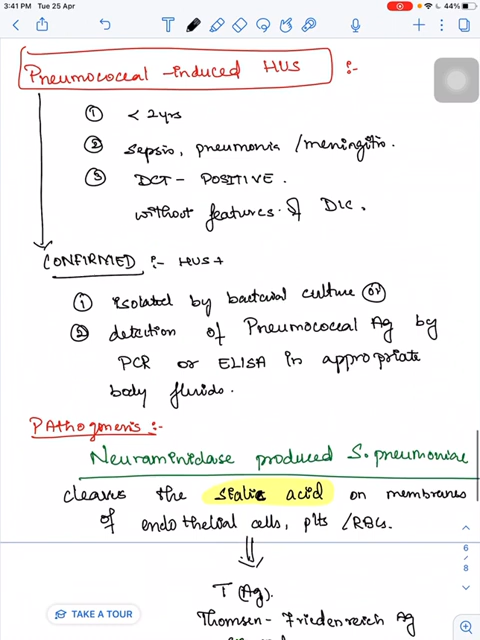 3:41 PM Tue 25 Apr
44%
Pneumococcal-induced HUS :-
① < 2yrs
② Sepsis, pneumonia / meningitis.
③ DCT - POSITIVE.
without features of DIC.
CONFIRMED :- HUS +
① isolated by bacterial culture or
② detection of Pneumococcal Ag by
PCR or ELISA in appropriate
body fluids.
PAthogenesis :-
Neuraminidase produced S. pneumoniae
cleaves the sialic acid on membranes
of endothelial cells, plts / RBCs.
T (Ag).
Thomsen-Friedenreich Ag
6
/
8
TAKE A TOUR